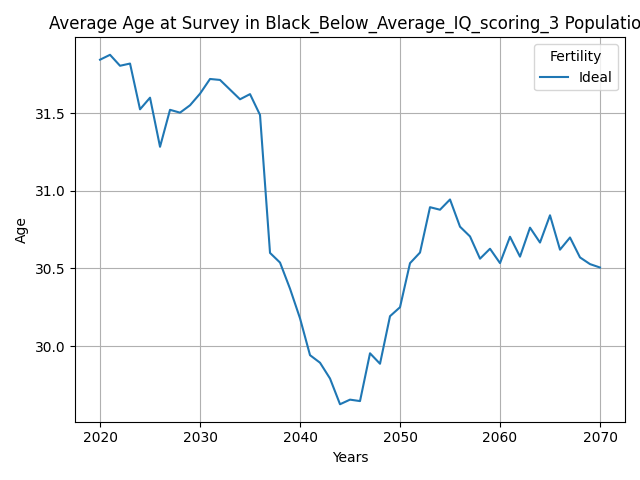 Average Age at Survey in Black_Below_Average_IQ_scoring_3 Populatio
Fertility
Ideal
31.5
31.0
30.5
30.0
Age
2020 2030 2040 2050 2060 2070
Years